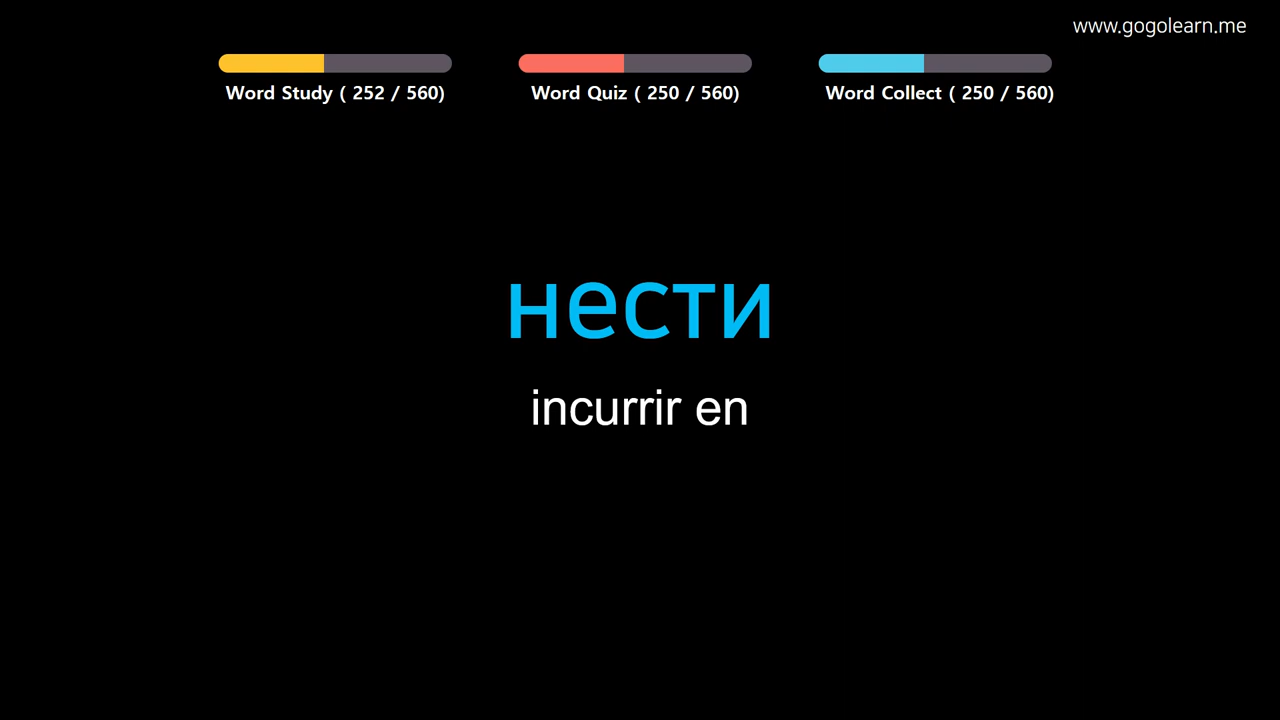 www.gogolearn.me
Word Study ( 252 / 560)
Word Quiz ( 250 / 560)
Word Collect ( 250 / 560)
нести
incurrir en